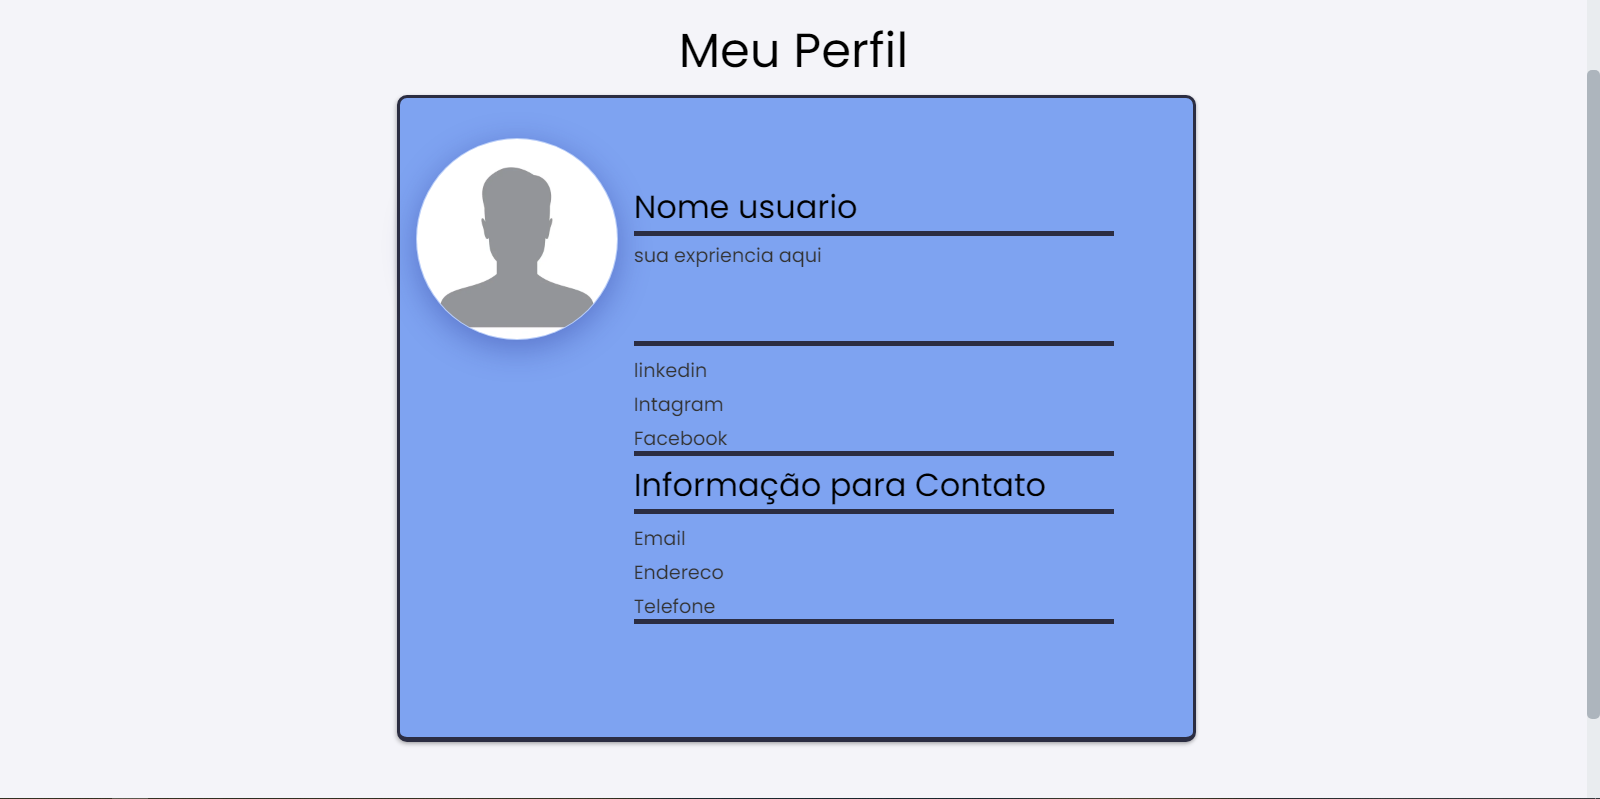 Meu Perfil
Nome usuario
sua expriencia aqui
linkedin
Intagram
Facebook
Informação para Contato
Email
Endereco
Telefone